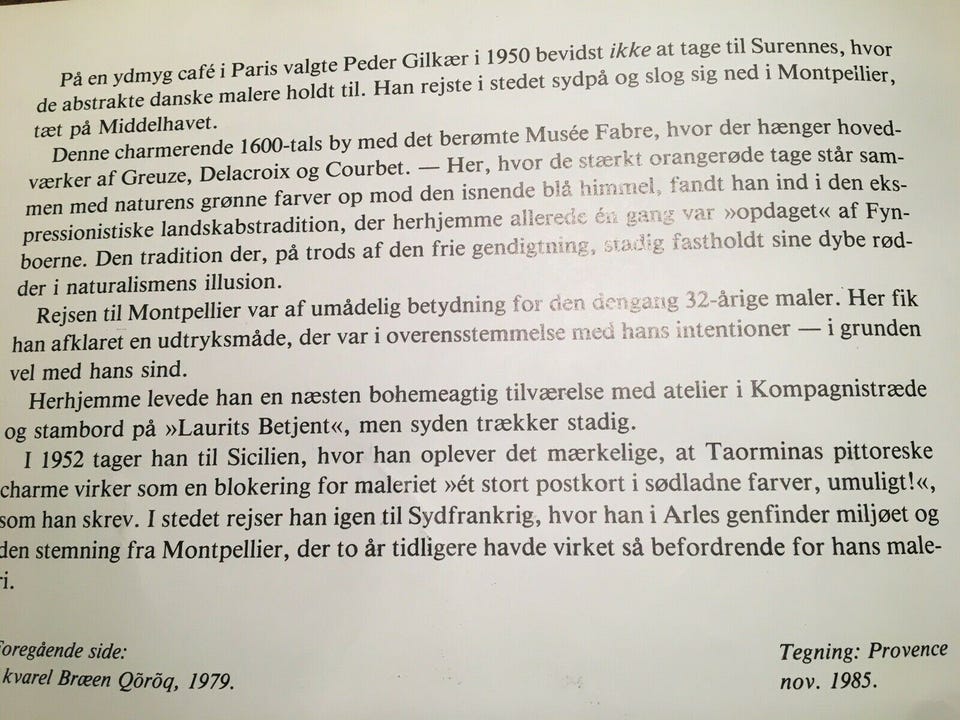 På en ydmyg café i Paris valgte Peder Gilkær i 1950 bevidst ikke at tage til Surennes, hvor
de abstrakte danske malere holdt til. Han rejste i stedet sydpå og slog sig ned i Montpellier,
tæt på Middelhavet.
Denne charmerende 1600-tals by med det berømte Musée Fabre, hvor der hænger hoved-
værker af Greuze, Delacroix og Courbet. — Her, hvor de stærkt orangerøde tage står sam-
men med naturens grønne farver op mod den isnende blå himmel, fandt han ind i den eks-
pressionistiske landskabstradition, der herhjemme allerede én gang var »opdaget« af Fyn-
boerne. Den tradition der, på trods af den frie gendigtning, stadig fastholdt sine dybe rød-
der i naturalismens illusion.
Rejsen til Montpellier var af umådelig betydning for den dengang 32-årige maler. Her fik
han afklaret en udtryksmåde, der var i overensstemmelse med hans intentioner — i grunden
vel med hans sind.
Herhjemme levede han en næsten bohemeagtig tilværelse med atelier i Kompagnistræde
og stambord på »Laurits Betjent«, men syden trækker stadig.
I 1952 tager han til Sicilien, hvor han oplever det mærkelige, at Taorminas pittoreske
charme virker som en blokering for maleriet »ét stort postkort i sødladne farver, umuligt!«,
som han skrev. I stedet rejser han igen til Sydfrankrig, hvor han i Arles genfinder miljøet og
den stemning fra Montpellier, der to år tidligere havde virket så befordrende for hans male-
ri.
foregående side:
kvarel Bræen Qôrôq, 1979.
Tegning: Provence
nov. 1985.